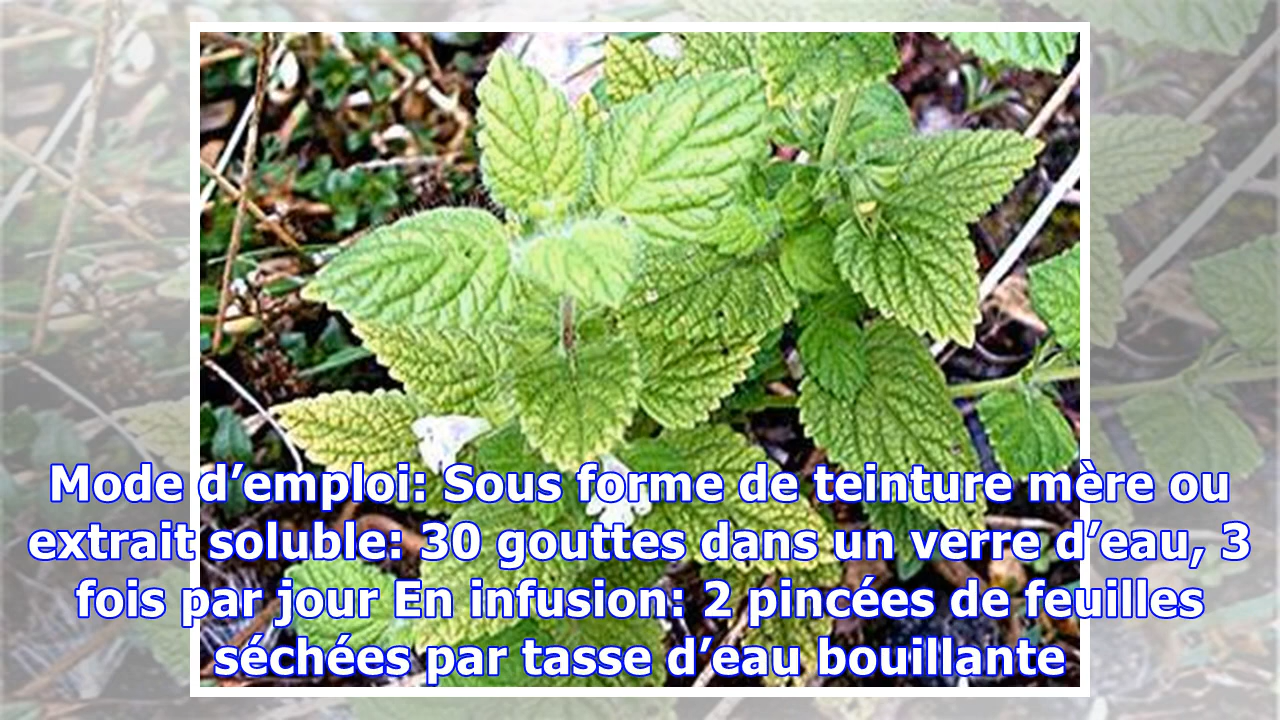 Mode d’emploi: Sous forme de teinture mère ou
extrait soluble: 30 gouttes dans un verre d’eau, 3
fois par jour En infusion: 2 pincées de feuilles
séchées par tasse d’eau bouillante